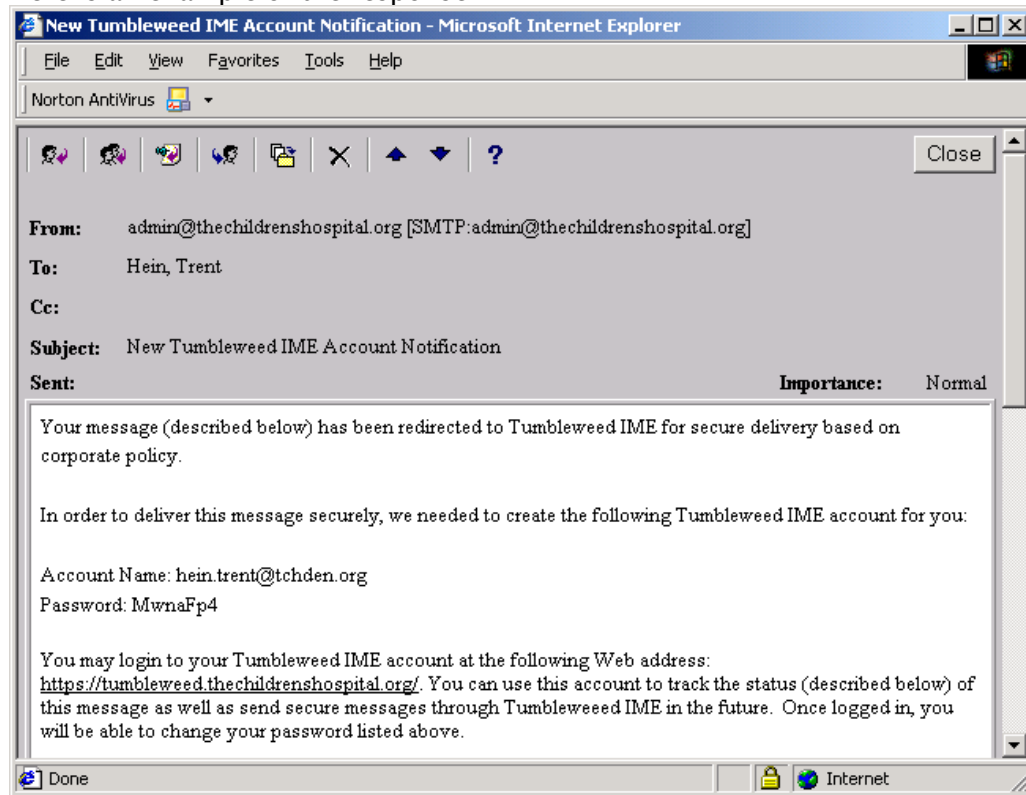 New Tumbleweed IME Account Notification - Microsoft Internet Explorer
File Edit View Favorites Tools Help
Norton AntiVirus
? Close
From: admin@thechildrenshospital.org [SMTP:admin@thechildrenshospital.org]
To: Hein, Trent
Cc:
Subject: New Tumbleweed IME Account Notification
Sent: Importance: Normal
Your message (described below) has been redirected to Tumbleweed IME for secure delivery based on
corporate policy.
In order to deliver this message securely, we needed to create the following Tumbleweed IME account for you:
Account Name: hein.trent@tchden.org
Password: MwnaFp4
You may login to your Tumbleweed IME account at the following Web address:
https://tumbleweed.thechildrenshospital.org/. You can use this account to track the status (described below) of
this message as well as send secure messages through Tumbleweeed IME in the future. Once logged in, you
will be able to change your password listed above.
Done Internet